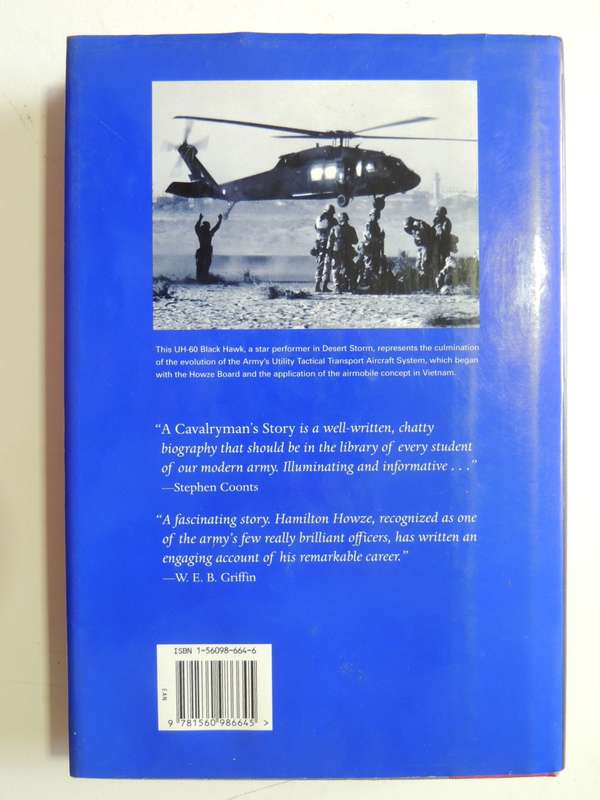 This UH-60 Black Hawk, a star performer in Desert Storm, represents the culmination
of the evolution of the Army's Utility Tactical Transport Aircraft System, which began
with the Howze Board and the application of the airmobile concept in Vietnam.
“A Cavalryman's Story is a well-written, chatty
biography that should be in the library of every student
of our modern army. Illuminating and informative . . .”
—Stephen Coonts
“A fascinating story. Hamilton Howze, recognized as one
of the army's few really brilliant officers, has written an
engaging account of his remarkable career.”
—W. E. B. Griffin
ISBN 1-56098-664-6
EAN
9 781560 986645 >